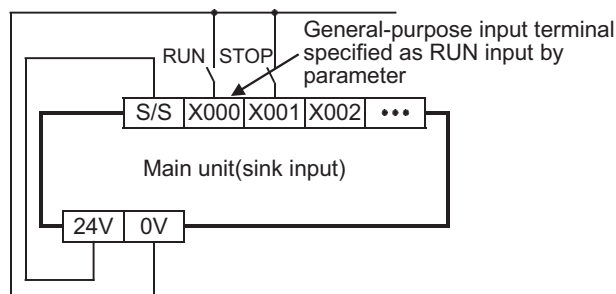 General-purpose input terminal
RUN STOP specified as RUN input by
parameter
S/S X000 X001 X002 •••
Main unit(sink input)
24V 0V